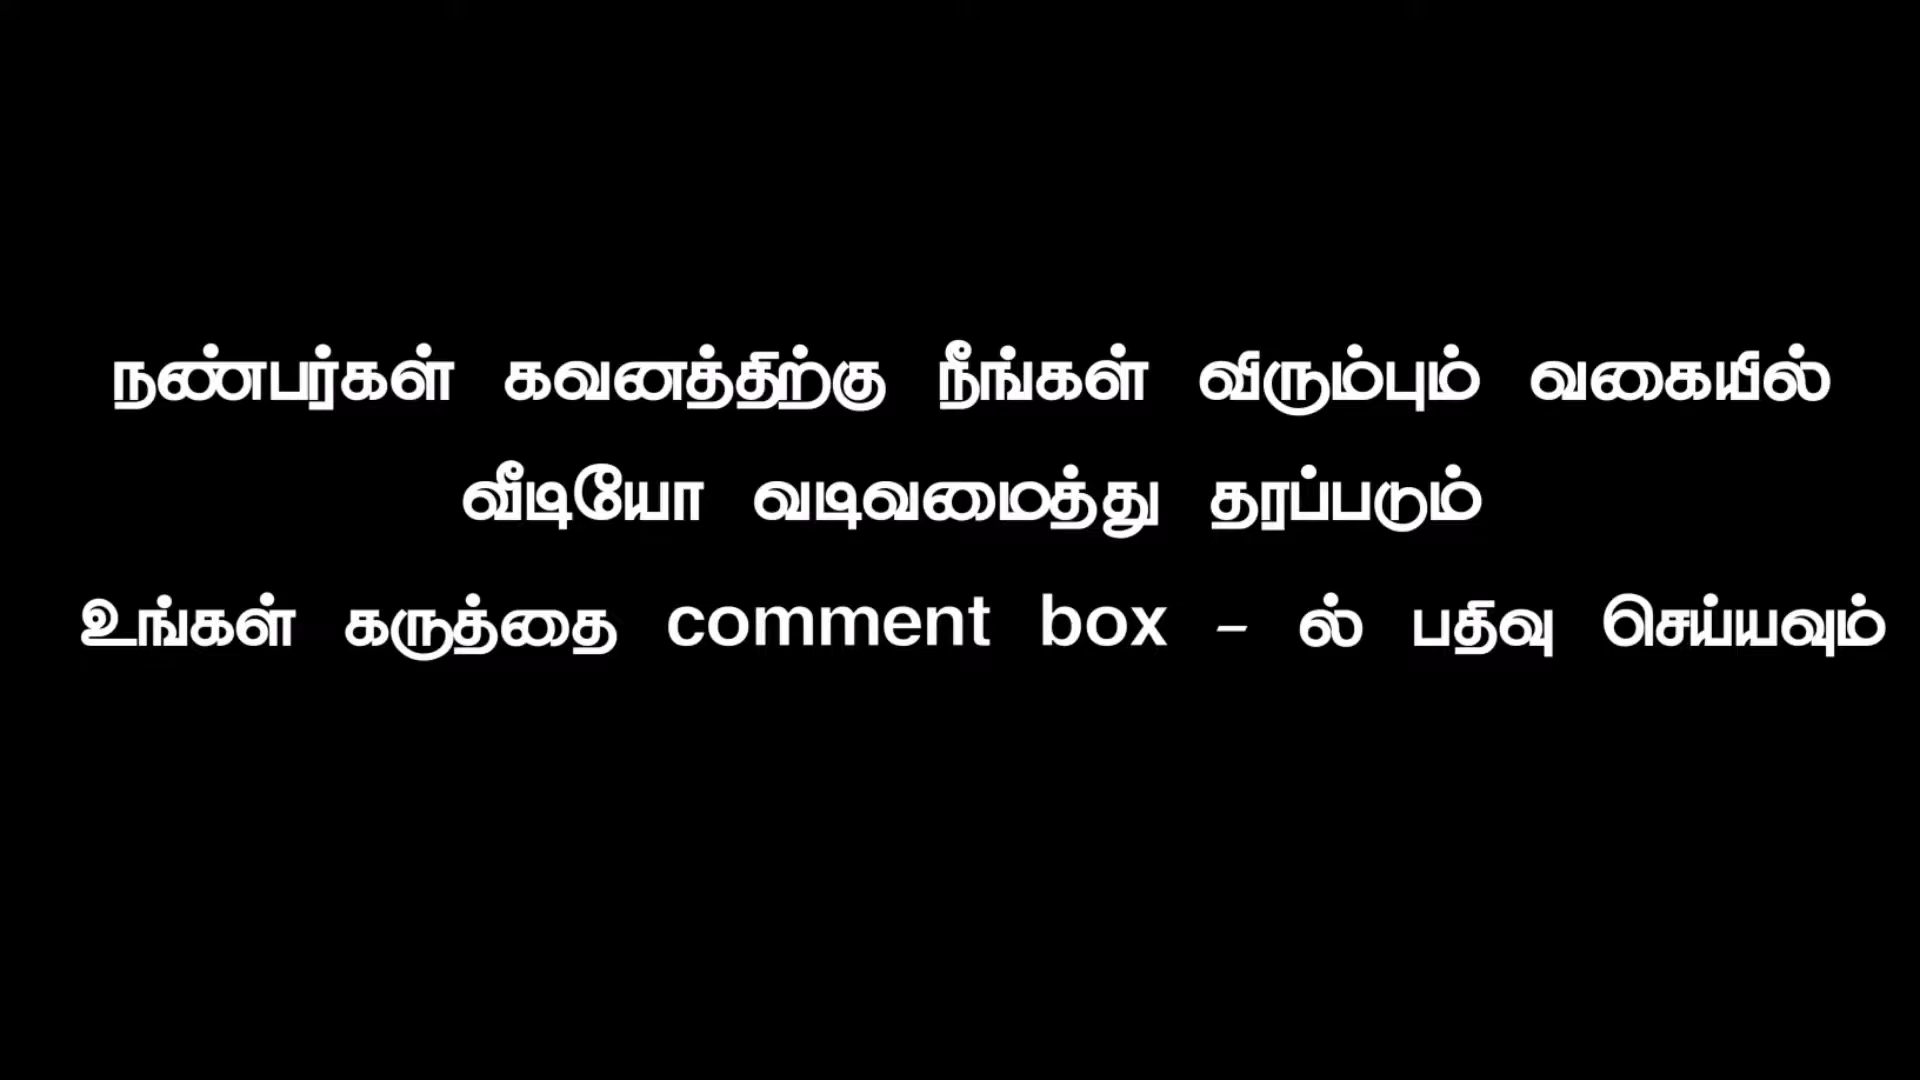 நண்பர்கள் கவனத்திற்கு நீங்கள் விரும்பும் வகையில்
வீடியோ வடிவமைத்து தரப்படும்
உங்கள் கருத்தை comment box - ல் பதிவு செய்யவும்